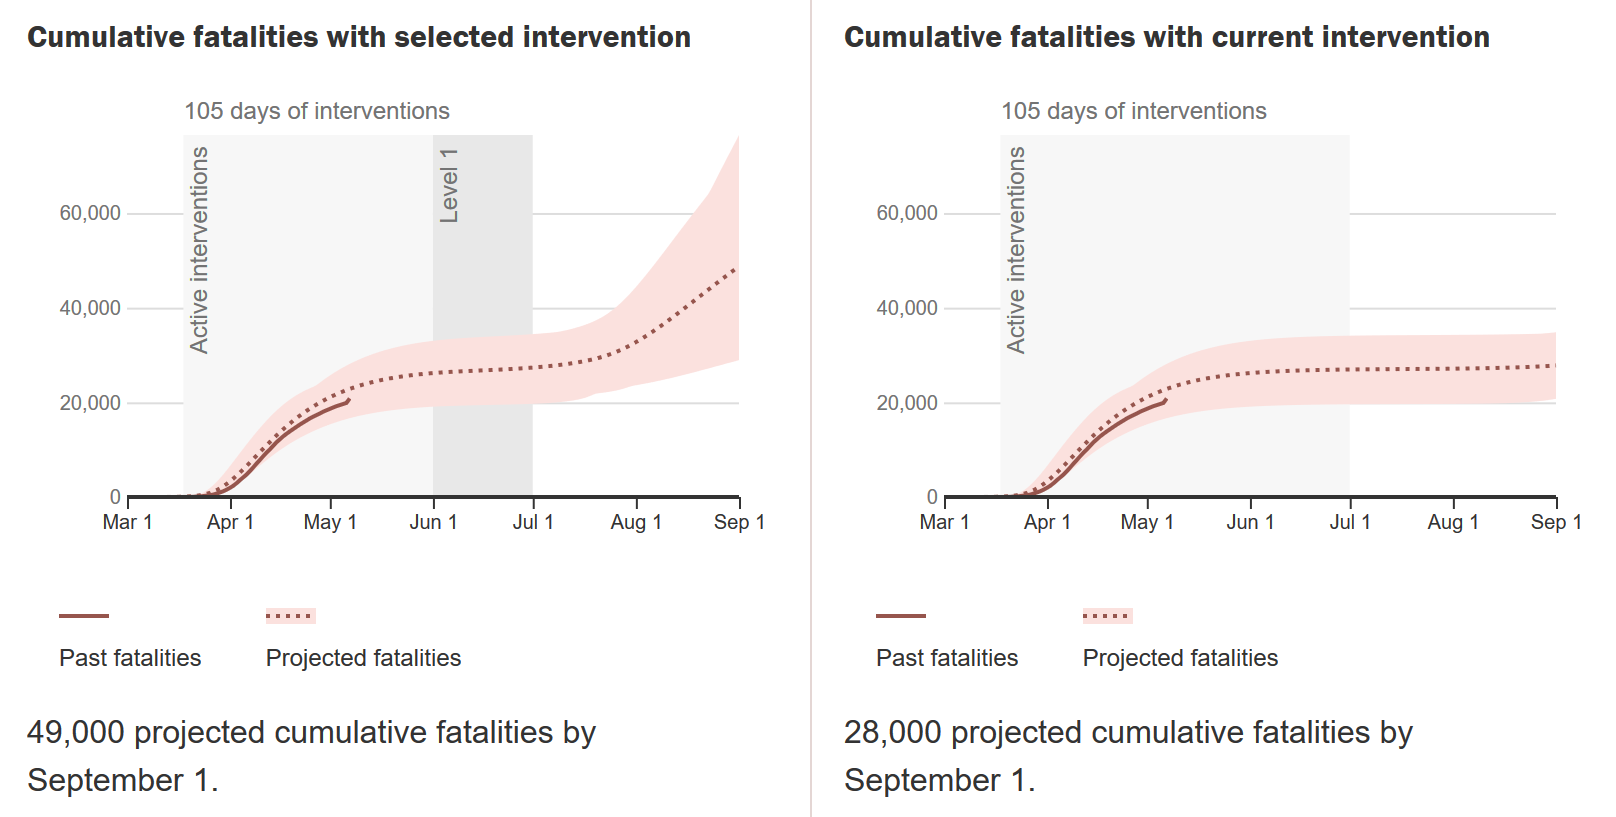 Cumulative fatalities with selected intervention
105 days of interventions
Active interventions
Level 1
60,000
40,000
20,000
0
Mar 1
Apr 1
May 1
Jun 1
Jul 1
Aug 1
Sep 1
Past fatalities
Projected fatalities
49,000 projected cumulative fatalities by
September 1.
Cumulative fatalities with current intervention
105 days of interventions
Active interventions
60,000
40,000
20,000
0
Mar 1
Apr 1
May 1
Jun 1
Jul 1
Aug 1
Sep 1
Past fatalities
Projected fatalities
28,000 projected cumulative fatalities by
September 1.